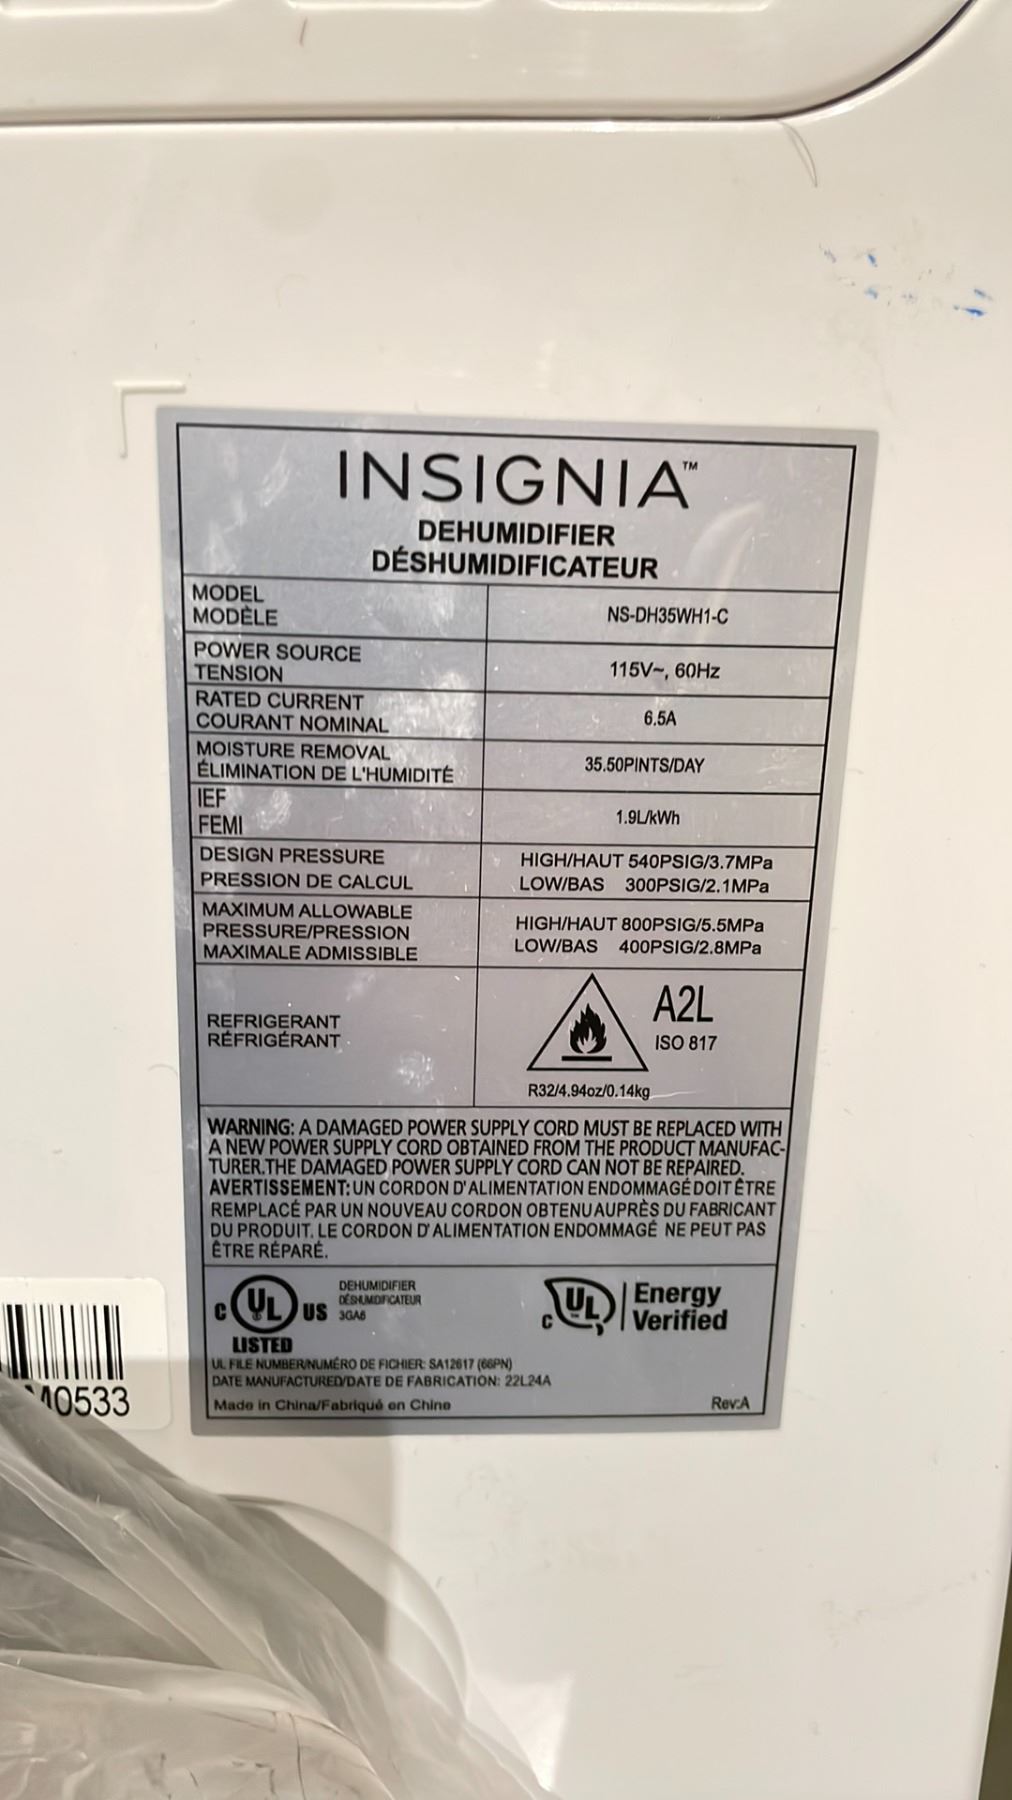 INSIGNIA™
DEHUMIDIFIER
DÉSHUMIDIFICATEUR
MODEL
MODÈLE
NS-DH35WH1-C
POWER SOURCE
TENSION
115V~, 60Hz
RATED CURRENT
COURANT NOMINAL
6.5A
MOISTURE REMOVAL
ÉLIMINATION DE L'HUMIDITÉ
35.50PINTS/DAY
IEF
FEMI
1.9L/kWh
DESIGN PRESSURE
PRESSION DE CALCUL
HIGH/HAUT 540PSIG/3.7MPa
LOW/BAS 300PSIG/2.1MPa
MAXIMUM ALLOWABLE
PRESSURE/PRESSION
MAXIMALE ADMISSIBLE
HIGH/HAUT 800PSIG/5.5MPa
LOW/BAS 400PSIG/2.8MPa
REFRIGERANT
RÉFRIGÉRANT
A2L
ISO 817
R32/4.94oz/0.14kg
WARNING: A DAMAGED POWER SUPPLY CORD MUST BE REPLACED WITH
A NEW POWER SUPPLY CORD OBTAINED FROM THE PRODUCT MANUFAC-
TURER.THE DAMAGED POWER SUPPLY CORD CAN NOT BE REPAIRED.
AVERTISSEMENT: UN CORDON D'ALIMENTATION ENDOMMAGÉ DOIT ÊTRE
REMPLACÉ PAR UN NOUVEAU CORDON OBTENU AUPRÈS DU FABRICANT
DU PRODUIT. LE CORDON D'ALIMENTATION ENDOMMAGÉ NE PEUT PAS
ÊTRE RÉPARÉ.
C UL US
LISTED
DEHUMIDIFIER
DÉSHUMIDIFICATEUR
3GA6
C UL
Energy
Verified
UL FILE NUMBER/NUMÉRO DE FICHIER: SA12617 (66PN)
DATE MANUFACTURED/DATE DE FABRICATION: 22L24A
Made in China/Fabriqué en Chine
Rev:A
M0533